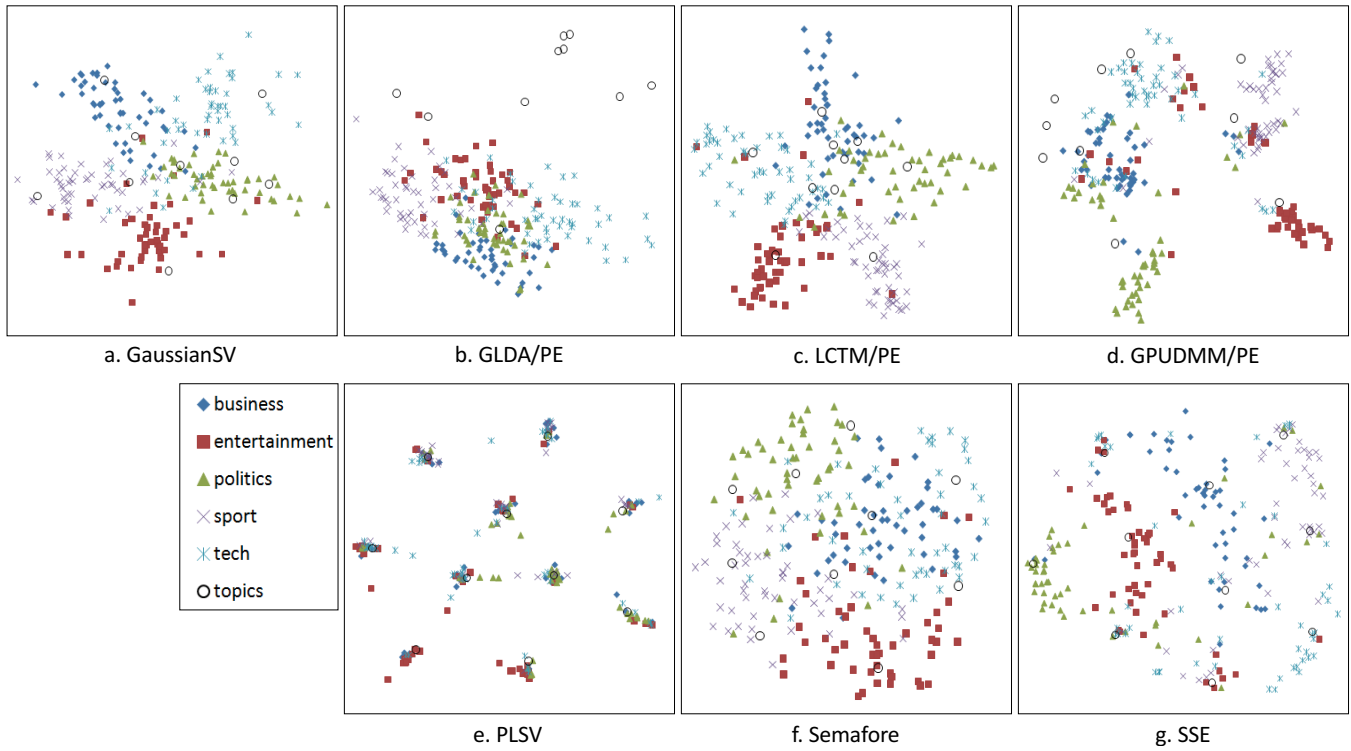 a. GaussianSV
b. GLDA/PE
c. LCTM/PE
d. GPUDMM/PE
business
entertainment
politics
sport
tech
topics
e. PLSV
f. Semafore
g. SSE